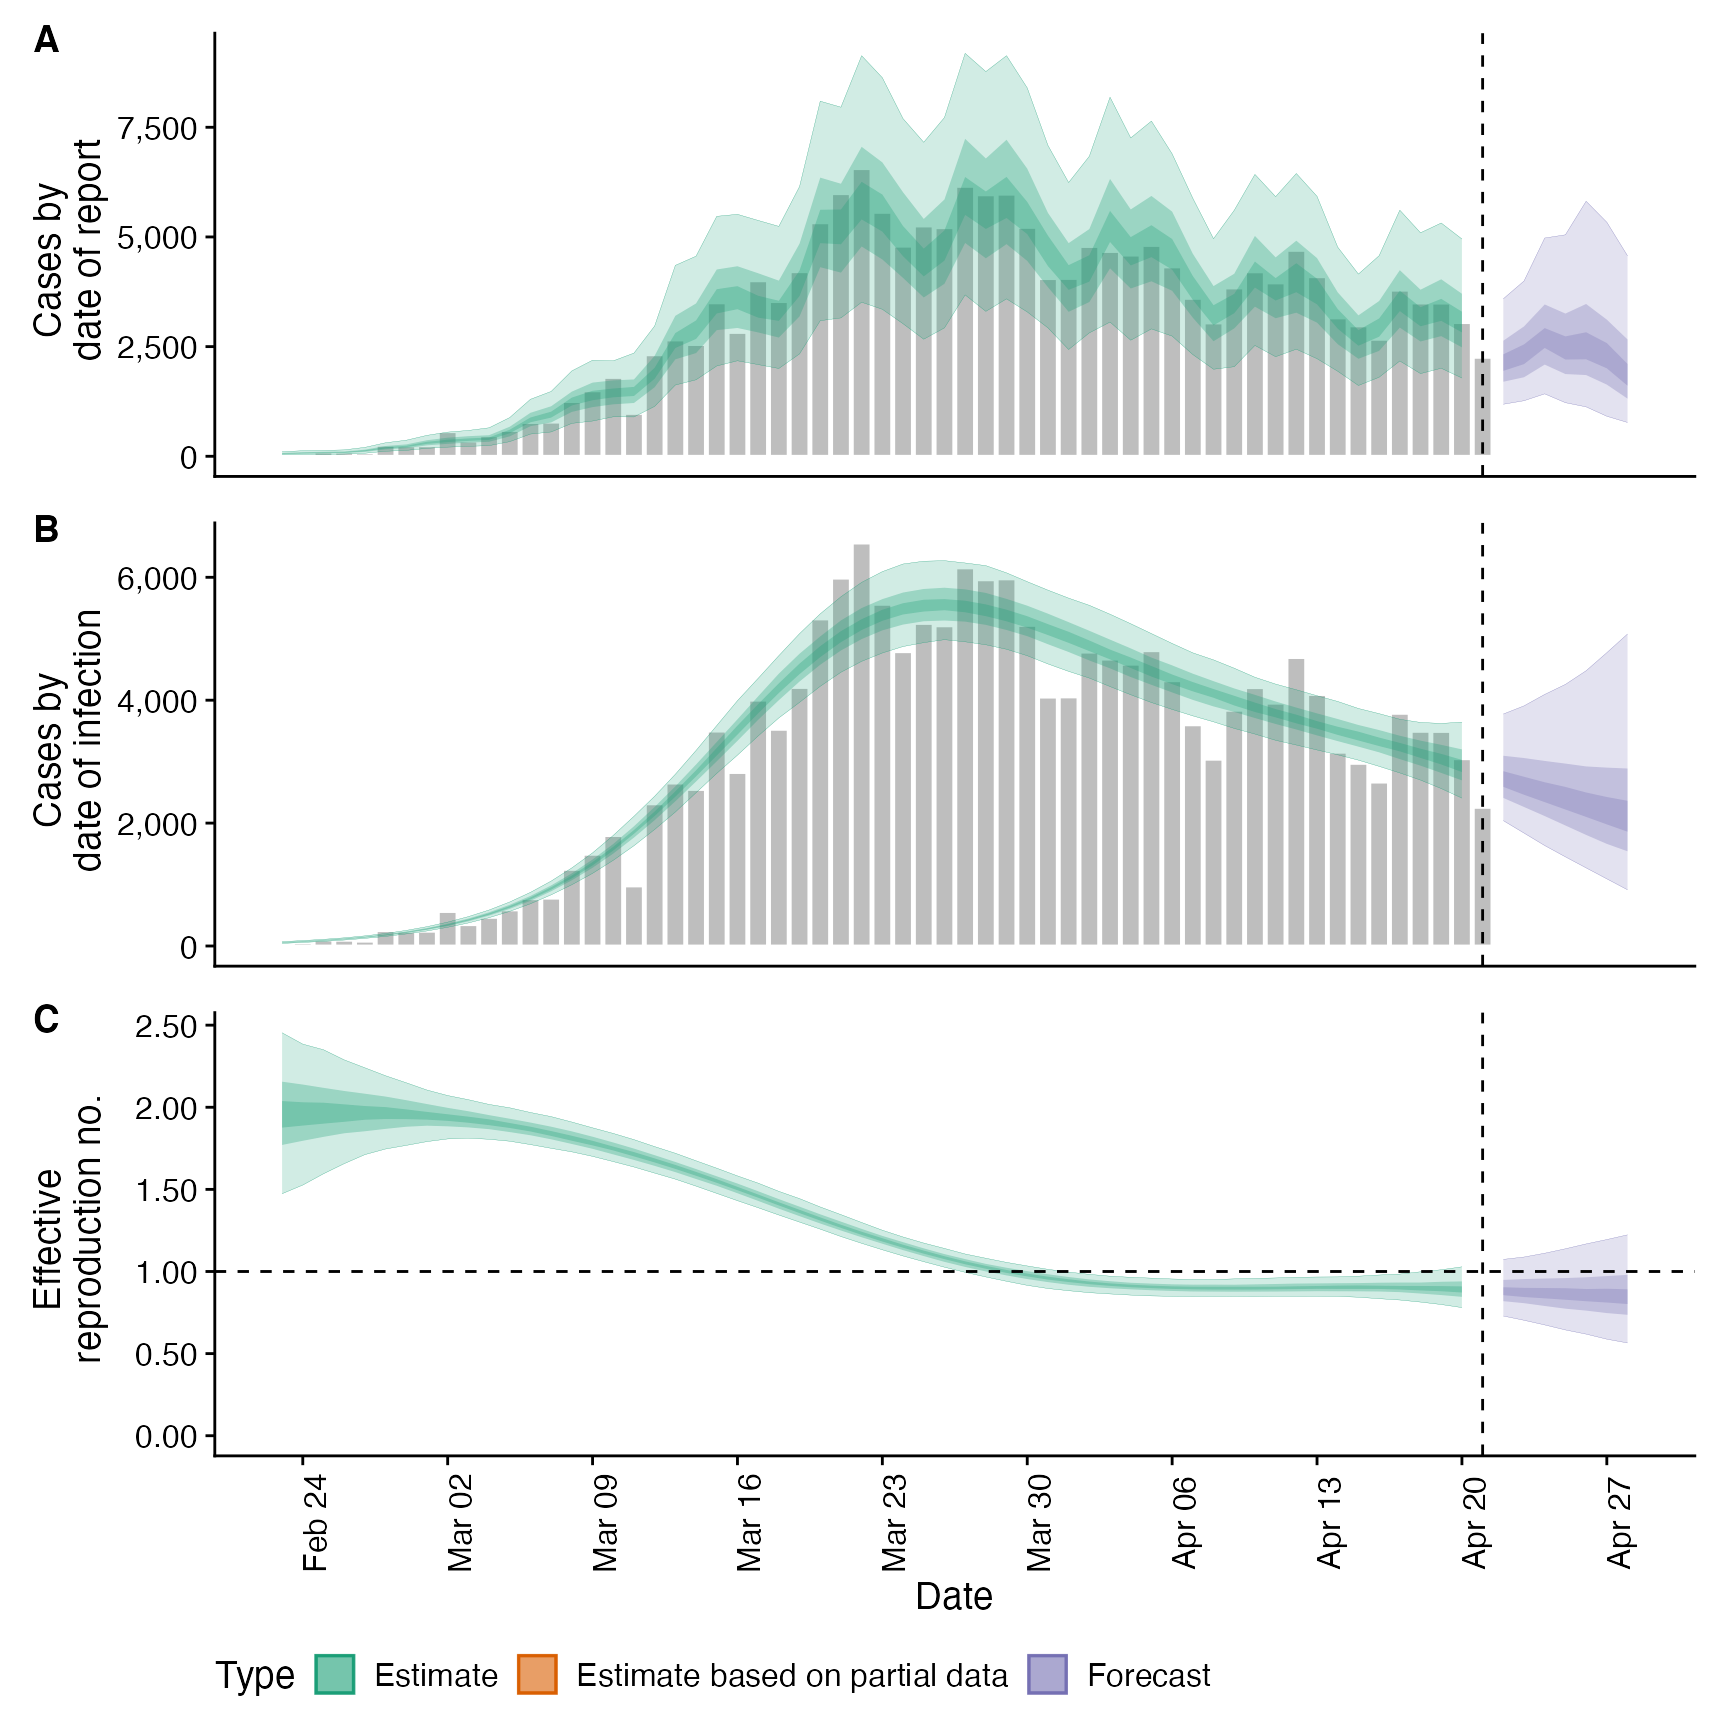 A
Cases by
date of report
7,500
5,000
2,500
0
B
Cases by
date of infection
6,000
4,000
2,000
0
C
Effective
reproduction no.
2.50
2.00
1.50
1.00
0.50
0.00
Feb 24
Mar 02
Mar 09
Mar 16
Mar 23
Mar 30
Apr 06
Apr 13
Apr 20
Apr 27
Date
Type Estimate Estimate based on partial data Forecast